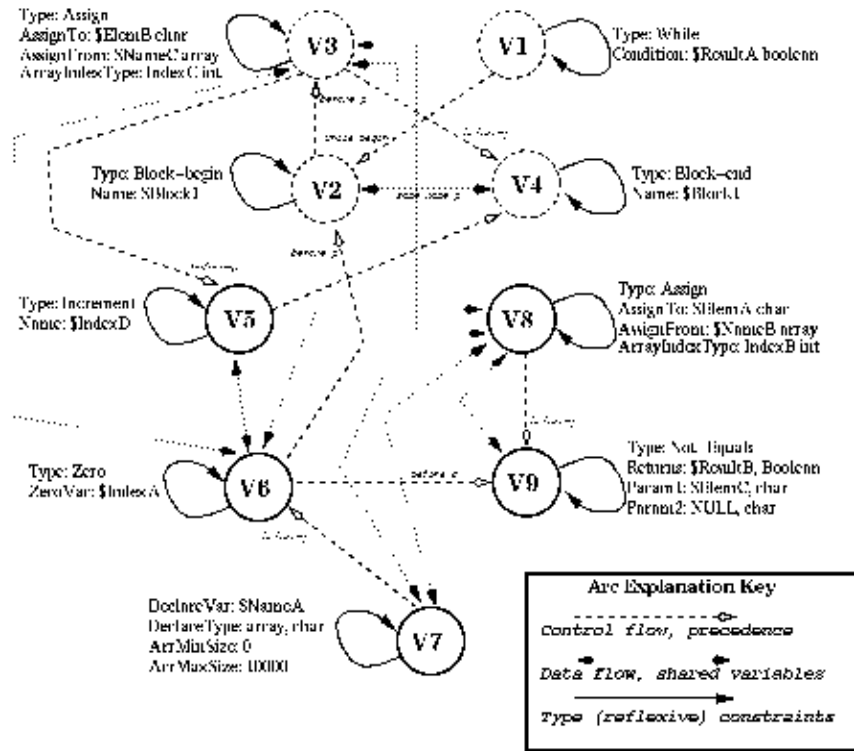 Type: Assign
AssignTo: $ElemB char
AssignFrom: $NameC array
ArrayIndexType: IndexC int
V3
V1
Type: While
Condition: $ResultA boolean
before_p
Type: Block-begin
Name: $Block1
V2
same_name_p
V4
Type: Block-end
Name: $Block1
before_p
Type: Increment
Name: $IndexD
V5
V8
Type: Assign
AssignTo: $ElemA char
AssignFrom: $NameB array
ArrayIndexType: IndexB int
Type: Zero
ZeroVar: $IndexA
V6
before_p
V9
Type: Not_Equals
Returns: $ResultB, Boolean
Param1: $ElemC, char
Param2: NULL, char
DeclareVar: $NameA
DeclareType: array, char
ArrMinSize: 0
ArrMaxSize: 10000
V7
Arc Explanation Key
Control flow, precedence
Data flow, shared variables
Type (reflexive) constraints